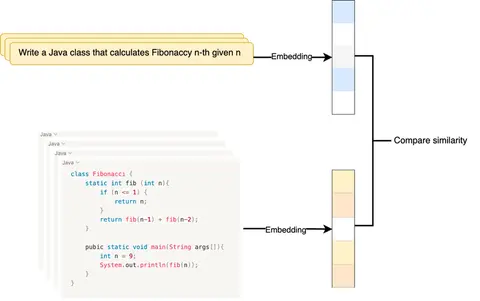 Write a Java class that calculates Fibonaccy n-th given n
Embedding
Compare similarity
Java
Java
Java
class Fibonacci {
static int fib (int n){
if (n <= 1) {
return n;
}
return fib(n-1) + fib(n-2);
}
pubic static void main(String args[]){
int n = 9;
System.out.println(fib(n));
}
}
Embedding